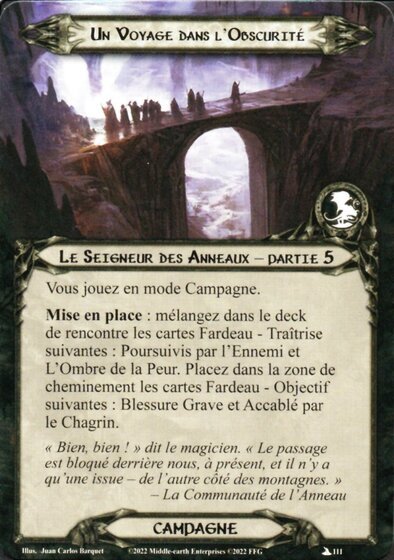 Un Voyage dans l'Obscurité
Le Seigneur des Anneaux – partie 5
Vous jouez en mode Campagne.
Mise en place : mélangez dans le deck
de rencontre les cartes Fardeau - Traîtrise
suivantes : Poursuivis par l'Ennemi et
L'Ombre de la Peur. Placez dans la zone de
cheminement les cartes Fardeau - Objectif
suivantes : Blessure Grave et Accablé par
le Chagrin.
« Bien, bien ! » dit le magicien. « Le passage
est bloqué derrière nous, à présent, et il n'y a
qu'une issue – de l'autre côté des montagnes. »
– La Communauté de l'Anneau
CAMPAGNE
Illus. Juan Carlos Barquet ©2022 Middle-earth Enterprises ©2022 FFG 111